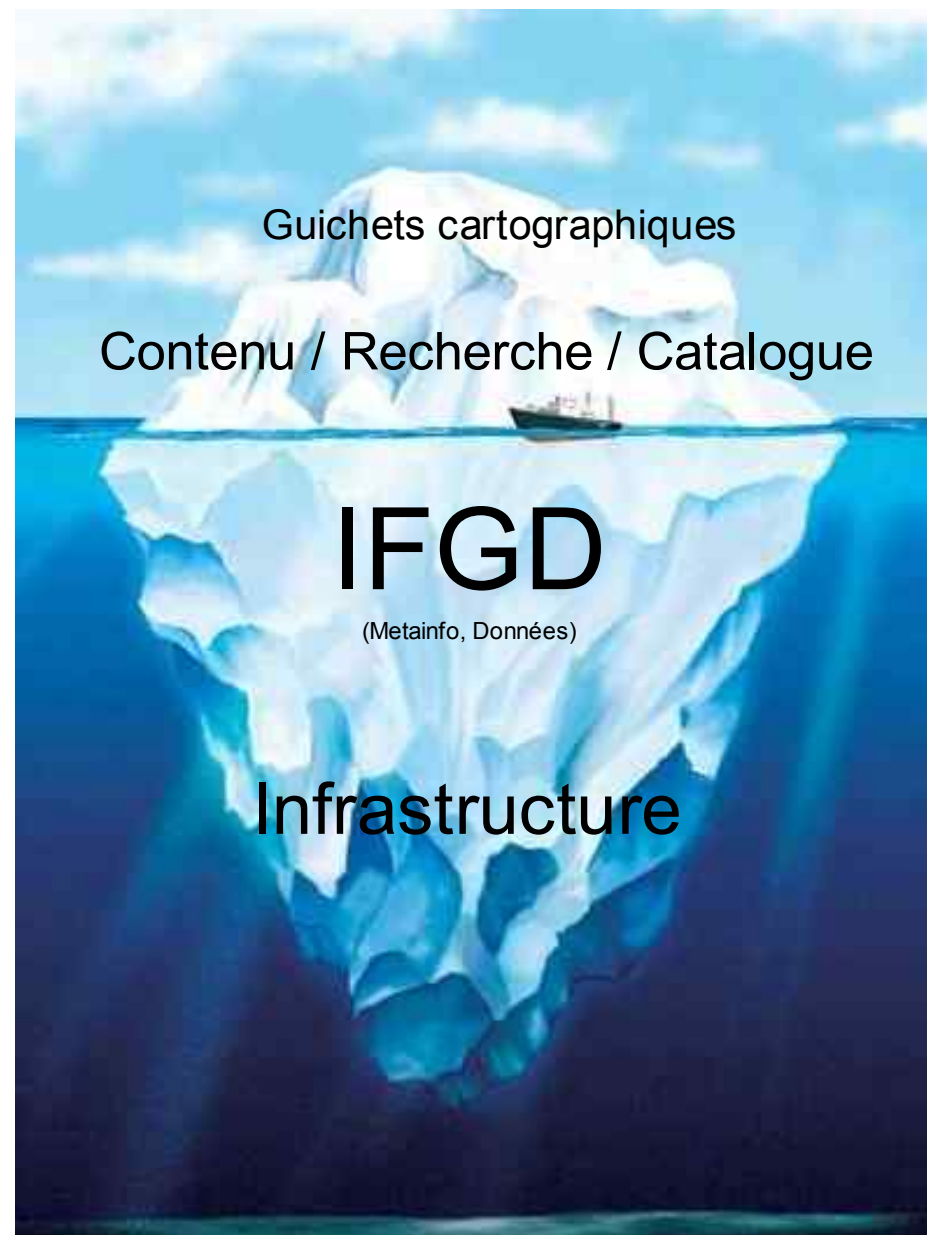 Guichets cartographiques
Contenu / Recherche / Catalogue
IFGD
(Metainfo, Données)
Infrastructure